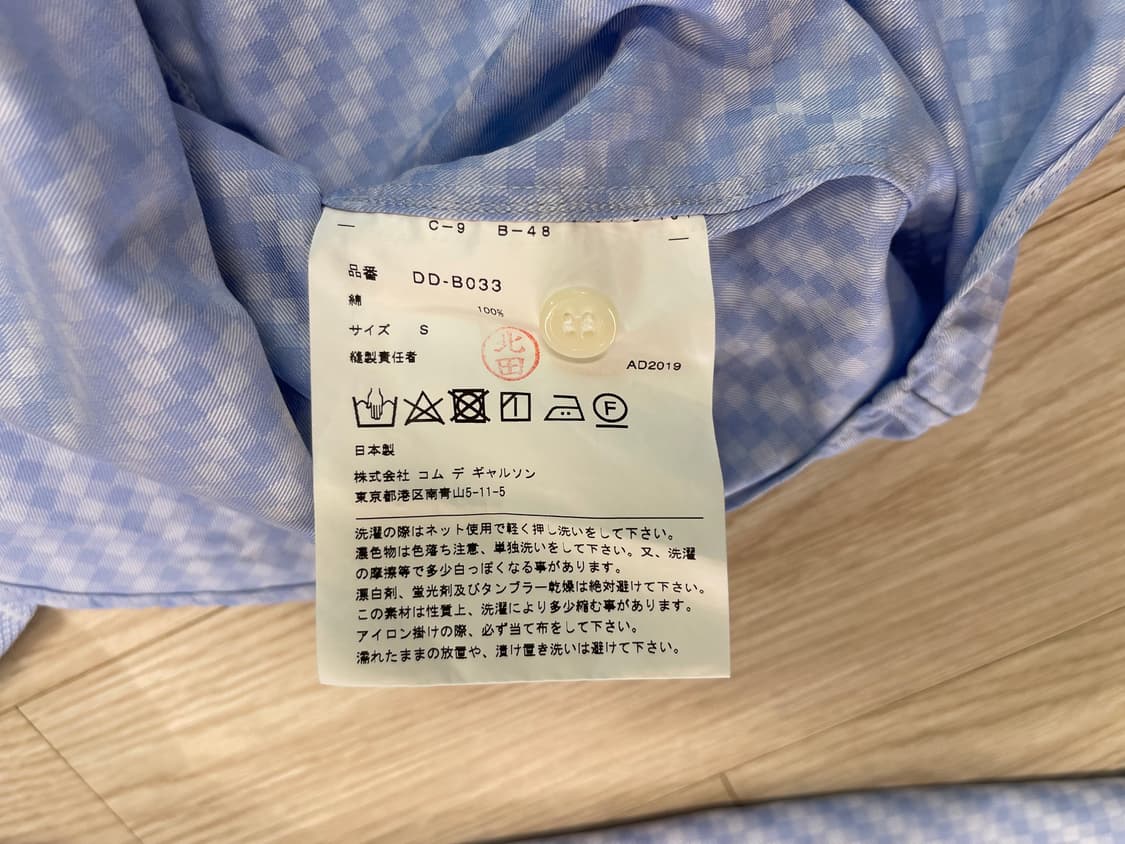 C-9 B-48
品番 DD-B033
綿 100%
サイズ S
縫製責任者 北田 AD2019
F
日本製
株式会社 コム デ ギャルソン
東京都港区南青山5-11-5
洗濯の際はネット使用で軽く押し洗いをして下さい。
濃色物は色落ち注意、単独洗いをして下さい。又、洗濯
の摩擦等で多少白っぽくなる事があります。
漂白剤、蛍光剤及びタンブラー乾燥は絶対避けて下さい。
この素材は性質上、洗濯により多少縮む事があります。
アイロン掛けの際、必ず当て布をして下さい。
濡れたままの放置や、漬け置き洗いは避けて下さい。